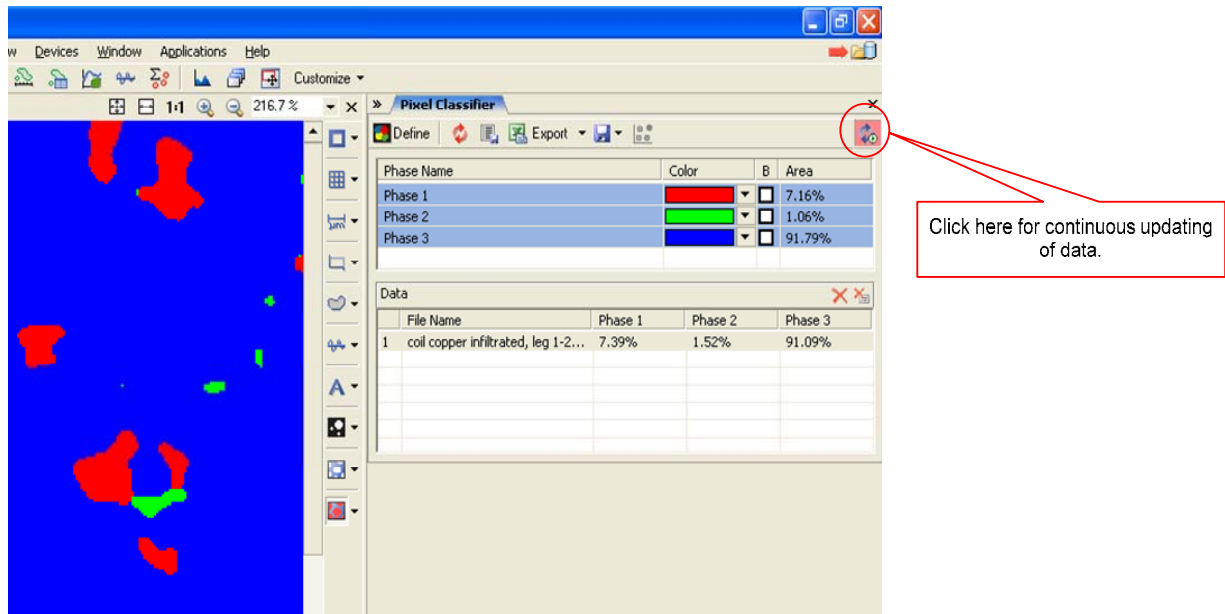 w Devices Window Applications Help
Customize
1:1 216.7 %
» Pixel Classifier
Define Export
Phase Name Color B Area
Phase 1 7.16%
Phase 2 1.06%
Phase 3 91.79%
Click here for continuous updating
of data.
Data
File Name Phase 1 Phase 2 Phase 3
1 coil copper infiltrated, leg 1-2... 7.39% 1.52% 91.09%
µm
A